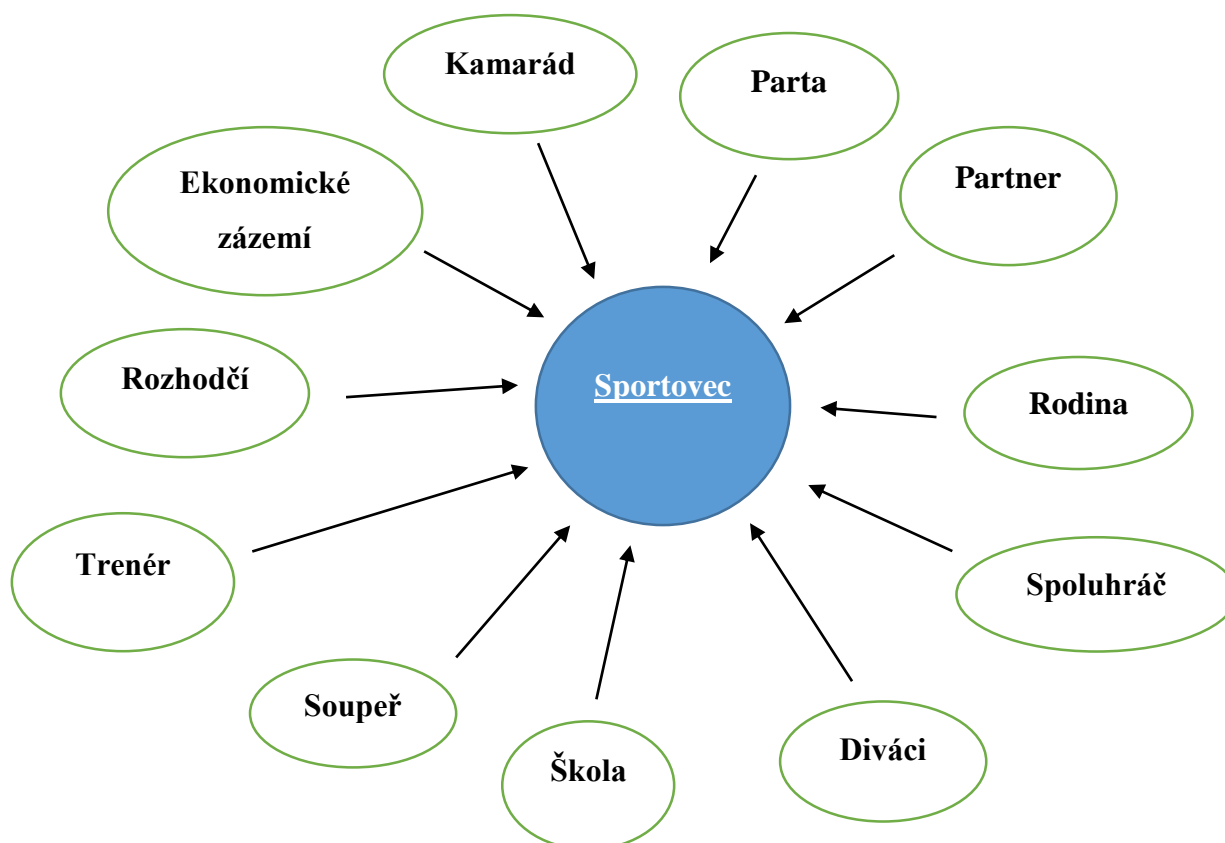 Kamarád
Parta
Partner
Ekonomické
zázemí
Sportovec
Rozhodčí
Rodina
Trenér
Spoluhráč
Soupeř
Škola
Diváci